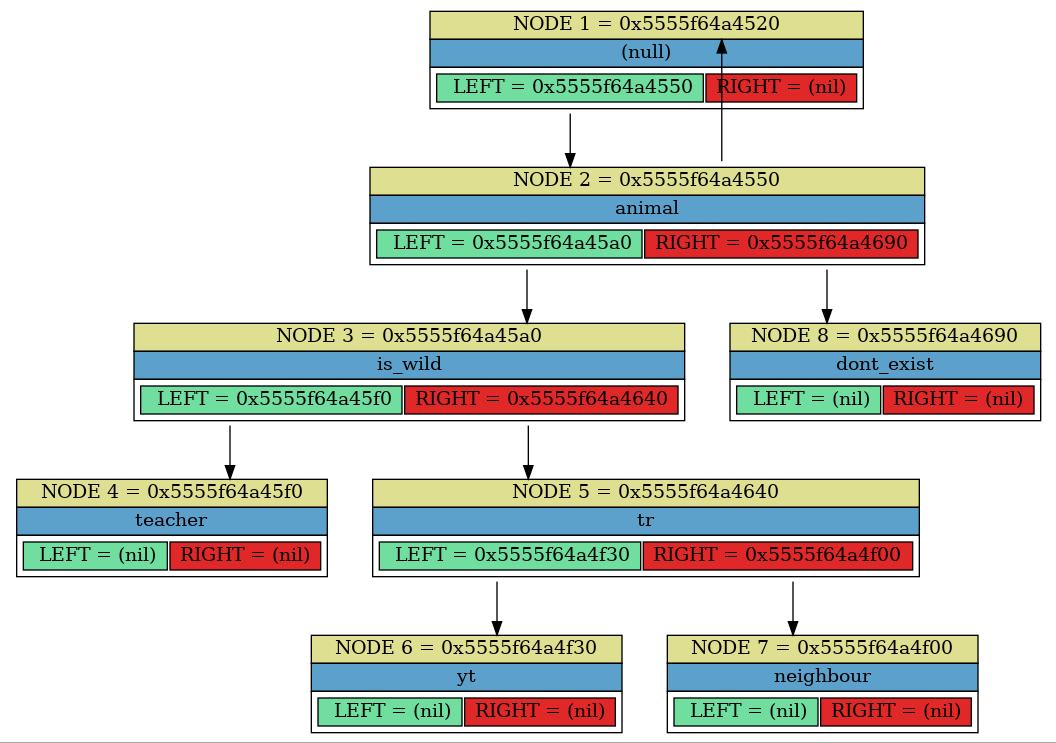 NODE 1 = 0x5555f64a4520
(null)
LEFT = 0x5555f64a4550 RIGHT = (nil)
NODE 2 = 0x5555f64a4550
animal
LEFT = 0x5555f64a45a0 RIGHT = 0x5555f64a4690
NODE 3 = 0x5555f64a45a0
is_wild
LEFT = 0x5555f64a45f0 RIGHT = 0x5555f64a4640
NODE 8 = 0x5555f64a4690
dont_exist
LEFT = (nil) RIGHT = (nil)
NODE 4 = 0x5555f64a45f0
teacher
LEFT = (nil) RIGHT = (nil)
NODE 5 = 0x5555f64a4640
tr
LEFT = 0x5555f64a4f30 RIGHT = 0x5555f64a4f00
NODE 6 = 0x5555f64a4f30
yt
LEFT = (nil) RIGHT = (nil)
NODE 7 = 0x5555f64a4f00
neighbour
LEFT = (nil) RIGHT = (nil)